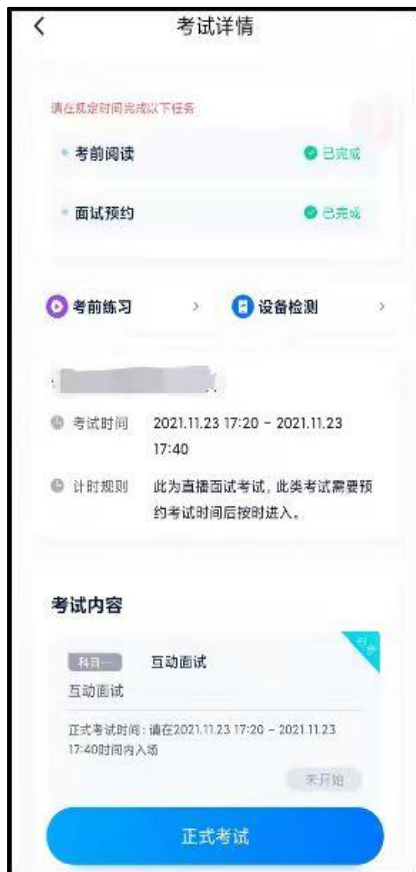 考试详情
请在规定时间完成以下任务
考前阅读
已完成
面试预约
已完成
考前练习
设备检测
考试时间 2021.11.23 17:20 - 2021.11.23
17:40
计时规则 此为直播面试考试，此类考试需要预
约考试时间后按时进入。
考试内容
科目一 互动面试
互动面试
正式考试时间：请在2021.11.23 17:20 - 2021.11.23
17:40时间内入场
未开始
正式考试